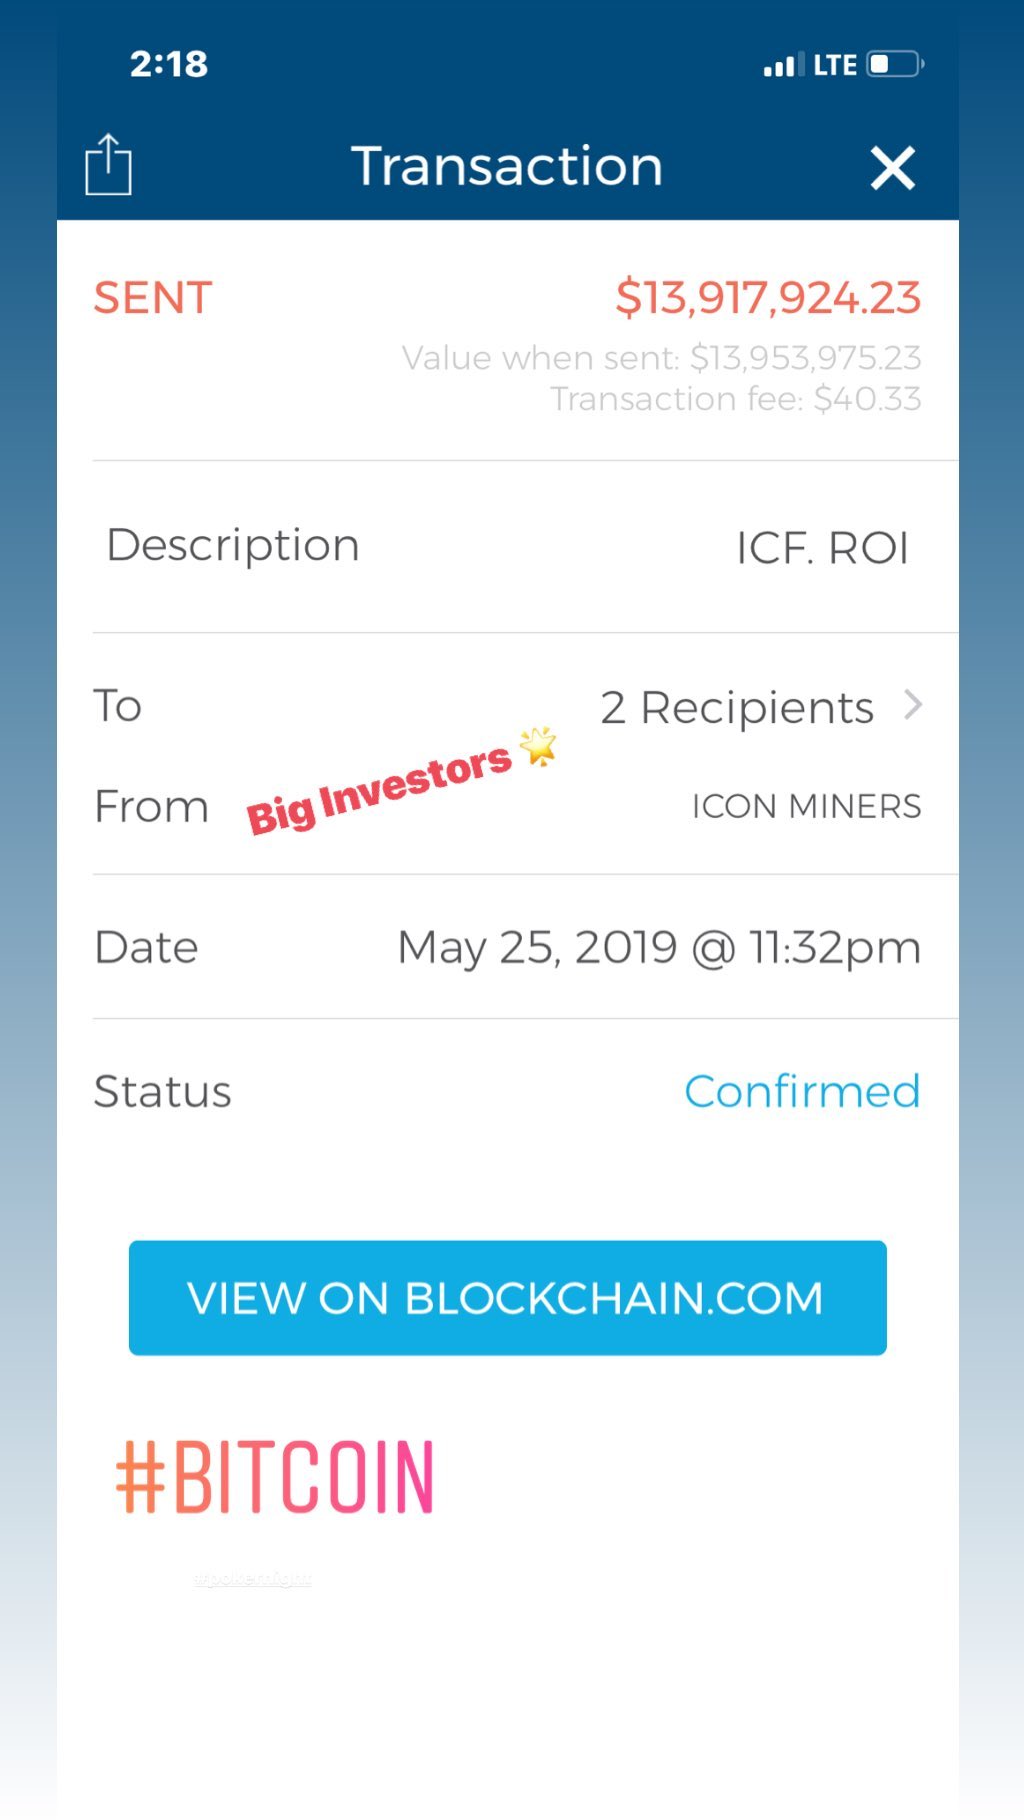 2:18 LTE
Transaction
SENT $13,917,924.23
Value when sent: $13,953,975.23
Transaction fee: $40.33
Description ICF. ROI
To 2 Recipients
Big Investors
From ICON MINERS
Date May 25, 2019 @ 11:32pm
Status Confirmed
VIEW ON BLOCKCHAIN.COM
#BITCOIN
#pokernight